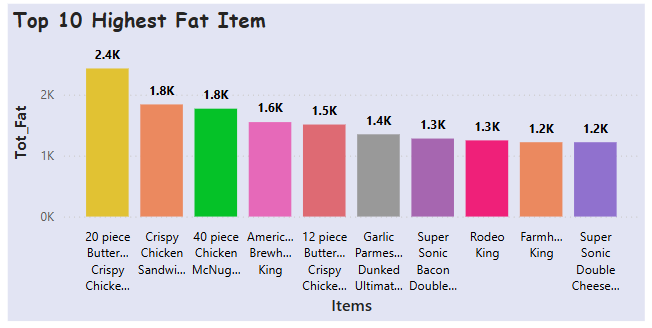 Top 10 Highest Fat Item
2.4K
1.8K
1.8K
1.6K
1.5K
1.4K
1.3K
1.3K
1.2K
1.2K
2K
1K
0K
Tot_Fat
20 piece
Butter...
Crispy
Chicke...
Crispy
Chicken
Sandwi...
40 piece
Chicken
McNug...
Americ...
Brewh...
King
12 piece
Butter...
Crispy
Chicke...
Garlic
Parmes...
Dunked
Ultimat...
Super
Sonic
Bacon
Double...
Rodeo
King
Farmh...
King
Super
Sonic
Double
Cheese...
Items